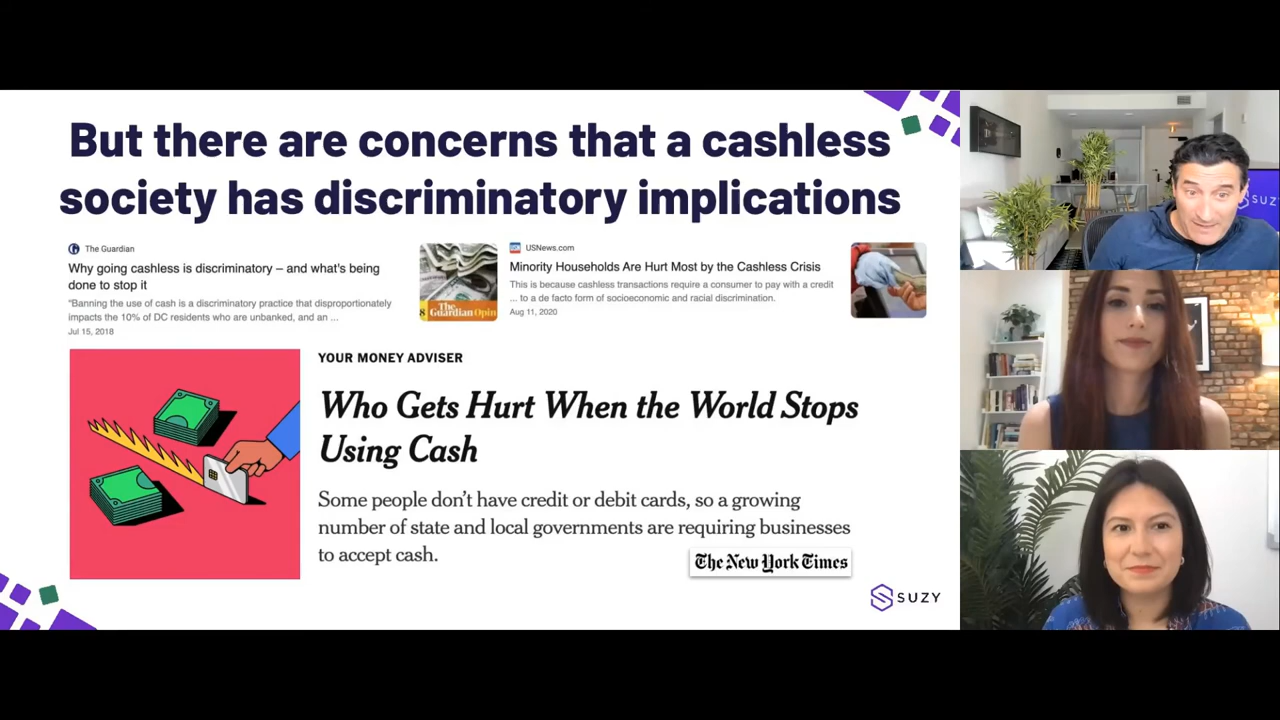 But there are concerns that a cashless
society has discriminatory implications
The Guardian
Why going cashless is discriminatory – and what's being
done to stop it
"Banning the use of cash is a discriminatory practice that disproportionately
impacts the 10% of DC residents who are unbanked, and an ...
Jul 15, 2018
8 The Guardian Opin
USNews.com
Minority Households Are Hurt Most by the Cashless Crisis
This is because cashless transactions require a consumer to pay with a credit
... to a de facto form of socioeconomic and racial discrimination.
Aug 11, 2020
YOUR MONEY ADVISER
Who Gets Hurt When the World Stops
Using Cash
Some people don't have credit or debit cards, so a growing
number of state and local governments are requiring businesses
to accept cash.
The New York Times
SUZY
SUZ